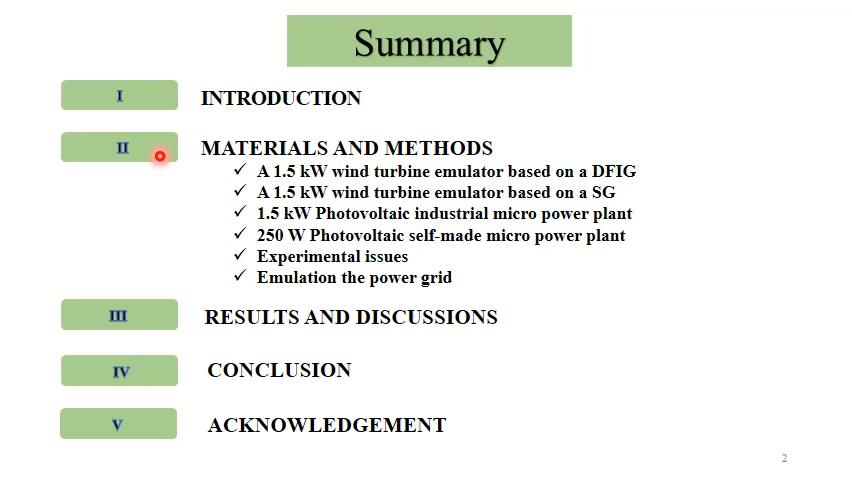 Summary
I
INTRODUCTION
II
MATERIALS AND METHODS
✓ A 1.5 kW wind turbine emulator based on a DFIG
✓ A 1.5 kW wind turbine emulator based on a SG
✓ 1.5 kW Photovoltaic industrial micro power plant
✓ 250 W Photovoltaic self-made micro power plant
✓ Experimental issues
✓ Emulation the power grid
III
RESULTS AND DISCUSSIONS
IV
CONCLUSION
V
ACKNOWLEDGEMENT
2